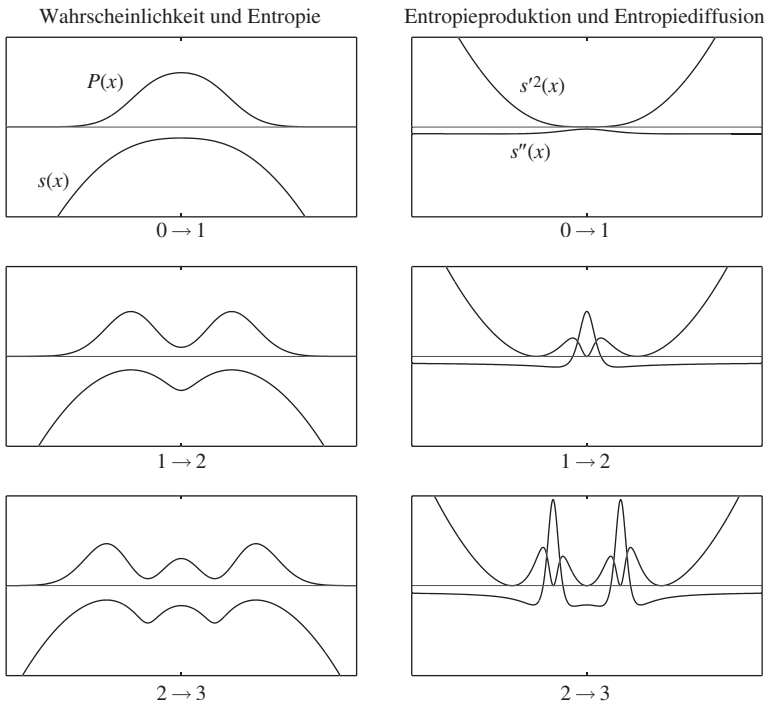 Wahrscheinlichkeit und Entropie
Entropieproduktion und Entropiediffusion
P(x)
s(x)
0 → 1
s′²(x)
s″(x)
0 → 1
1 → 2
1 → 2
2 → 3
2 → 3